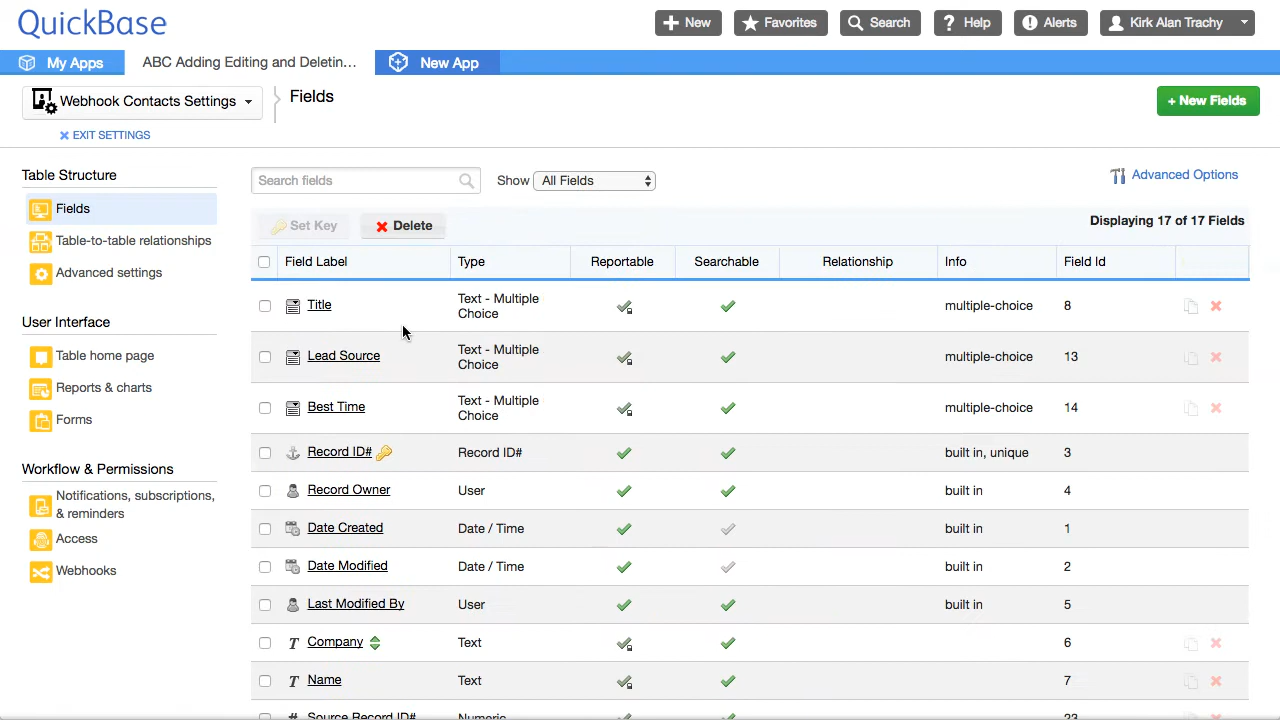 QuickBase
New
Favorites
Search
Help
Alerts
Kirk Alan Trachy
My Apps
ABC Adding Editing and Deletin...
New App
Webhook Contacts Settings
Fields
+ New Fields
EXIT SETTINGS
Table Structure
Fields
Table-to-table relationships
Advanced settings
User Interface
Table home page
Reports & charts
Forms
Workflow & Permissions
Notifications, subscriptions,
& reminders
Access
Webhooks
Search fields
Show All Fields
Advanced Options
Set Key
Delete
Displaying 17 of 17 Fields
Field Label Type Reportable Searchable Relationship Info Field Id
Title Text - Multiple Choice multiple-choice 8
Lead Source Text - Multiple Choice multiple-choice 13
Best Time Text - Multiple Choice multiple-choice 14
Record ID# Record ID# built in, unique 3
Record Owner User built in 4
Date Created Date / Time built in 1
Date Modified Date / Time built in 2
Last Modified By User built in 5
Company Text 6
Name Text 7
Source Record ID# Numeric 23